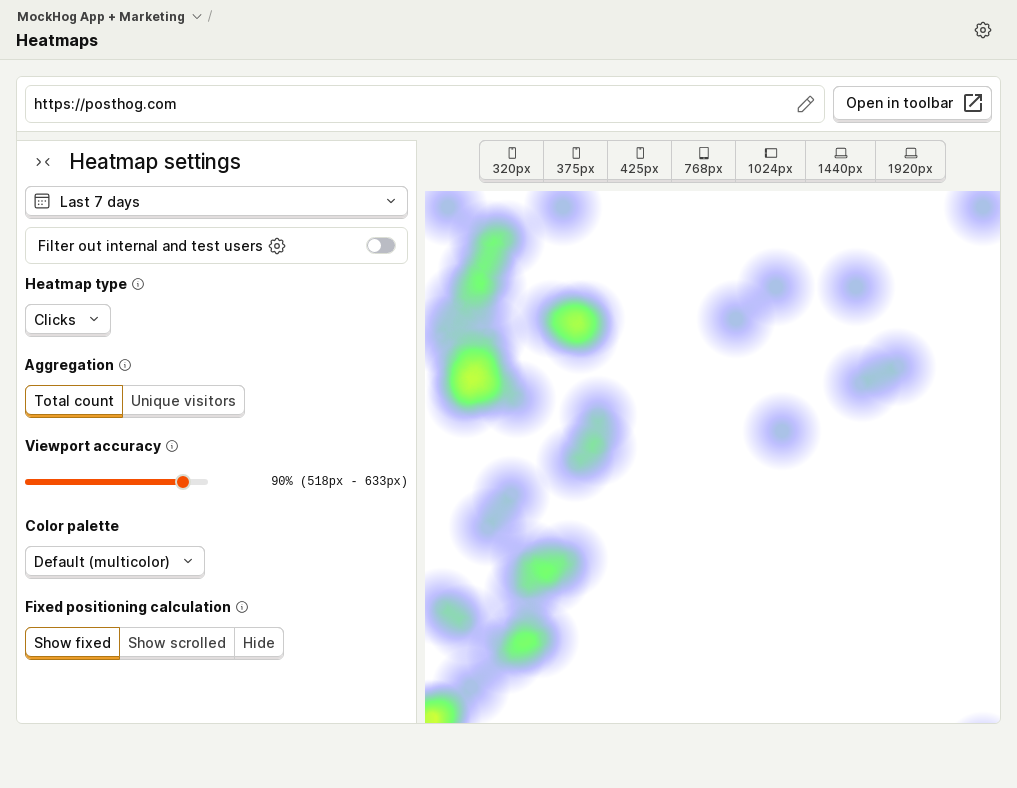 MockHog App + Marketing /
Heatmaps
https://posthog.com
Open in toolbar
Heatmap settings
320px 375px 425px 768px 1024px 1440px 1920px
Last 7 days
Filter out internal and test users
Heatmap type
Clicks
Aggregation
Total count Unique visitors
Viewport accuracy
90% (518px - 633px)
Color palette
Default (multicolor)
Fixed positioning calculation
Show fixed Show scrolled Hide